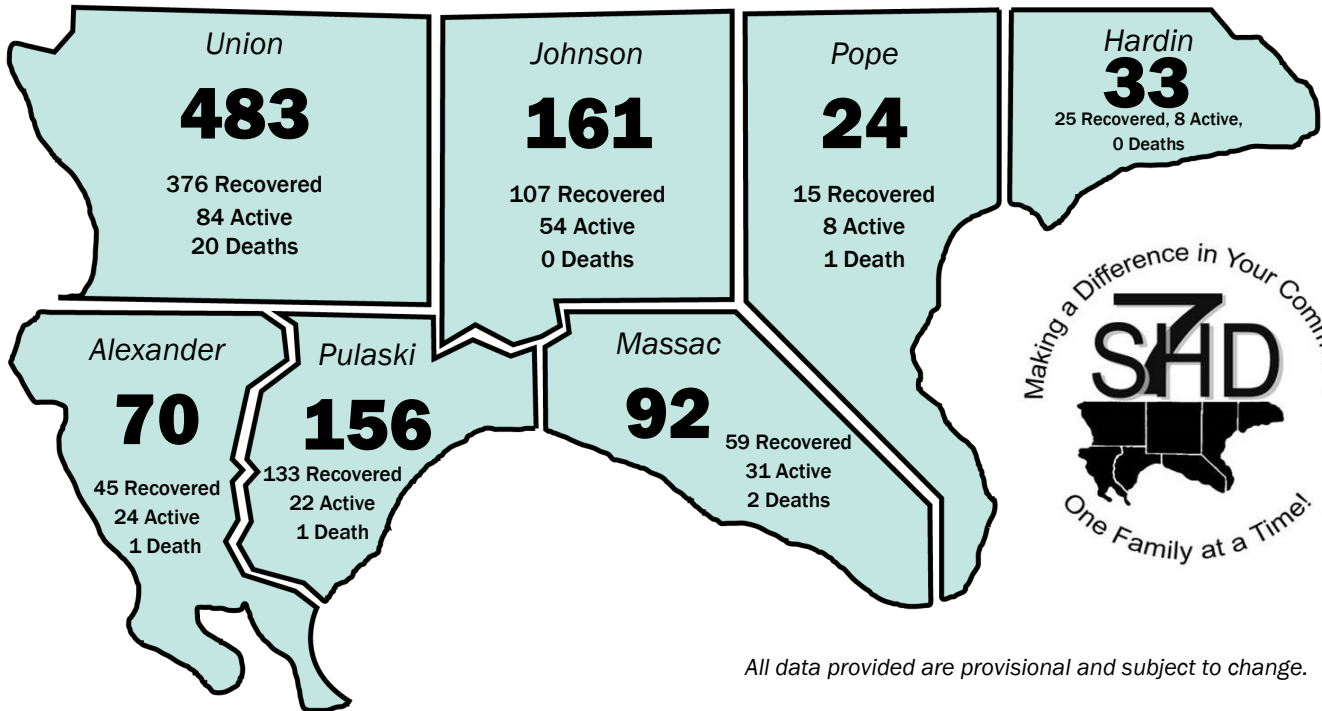 Union
483
376 Recovered
84 Active
20 Deaths
Johnson
161
107 Recovered
54 Active
0 Deaths
Pope
24
15 Recovered
8 Active
1 Death
Hardin
33
25 Recovered, 8 Active,
0 Deaths
Alexander
70
45 Recovered
24 Active
1 Death
Pulaski
156
133 Recovered
22 Active
1 Death
Massac
92
59 Recovered
31 Active
2 Deaths
Making a Difference in Your
S7HD
One Family at a Time!
All data provided are provisional and subject to change.